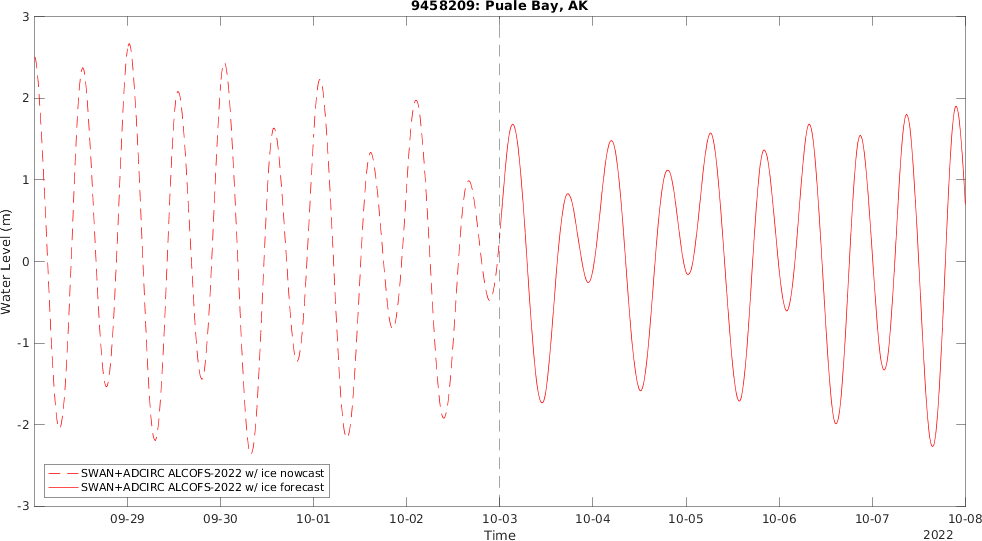 9458209: Puale Bay, AK
3
2
1
0
-1
-2
-3
Water Level (m)
SWAN+ADCIRC ALCOFS-2022 w/ ice nowcast
SWAN+ADCIRC ALCOFS-2022 w/ ice forecast
09-29 09-30 10-01 10-02 10-03 10-04 10-05 10-06 10-07 10-08
Time
2022